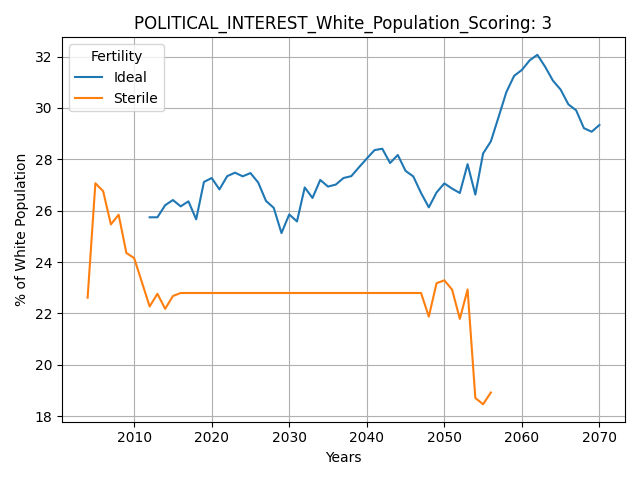 POLITICAL_INTEREST_White_Population_Scoring: 3
Fertility
Ideal
Sterile
% of White Population
32
30
28
26
24
22
20
18
2010 2020 2030 2040 2050 2060 2070
Years